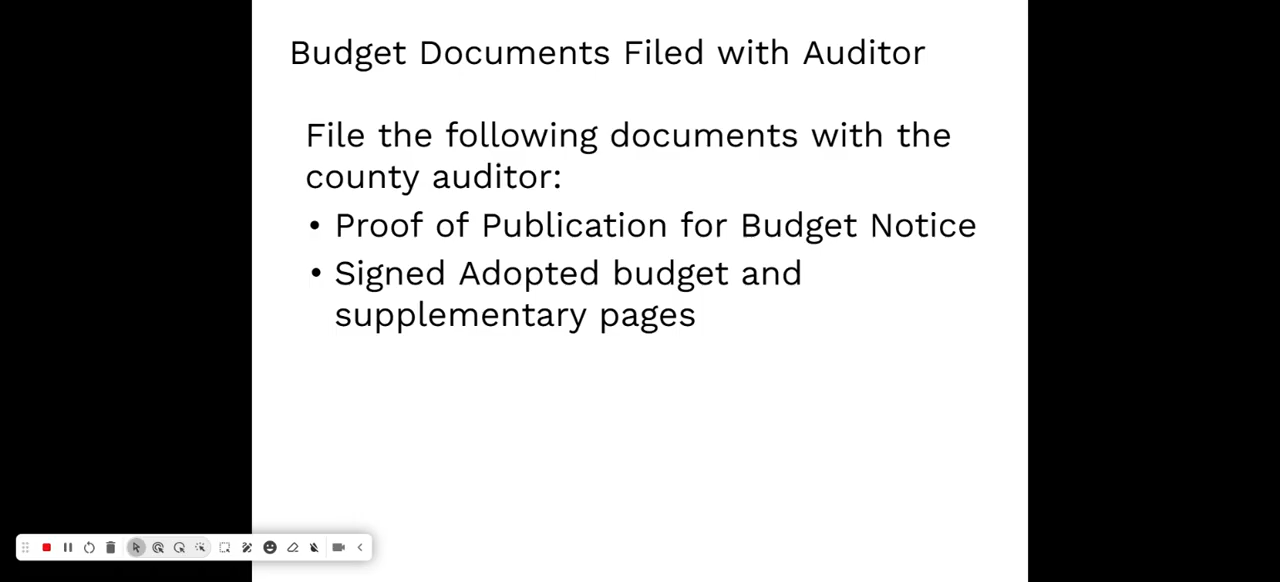 Budget Documents Filed with Auditor
File the following documents with the
county auditor:
• Proof of Publication for Budget Notice
• Signed Adopted budget and
supplementary pages